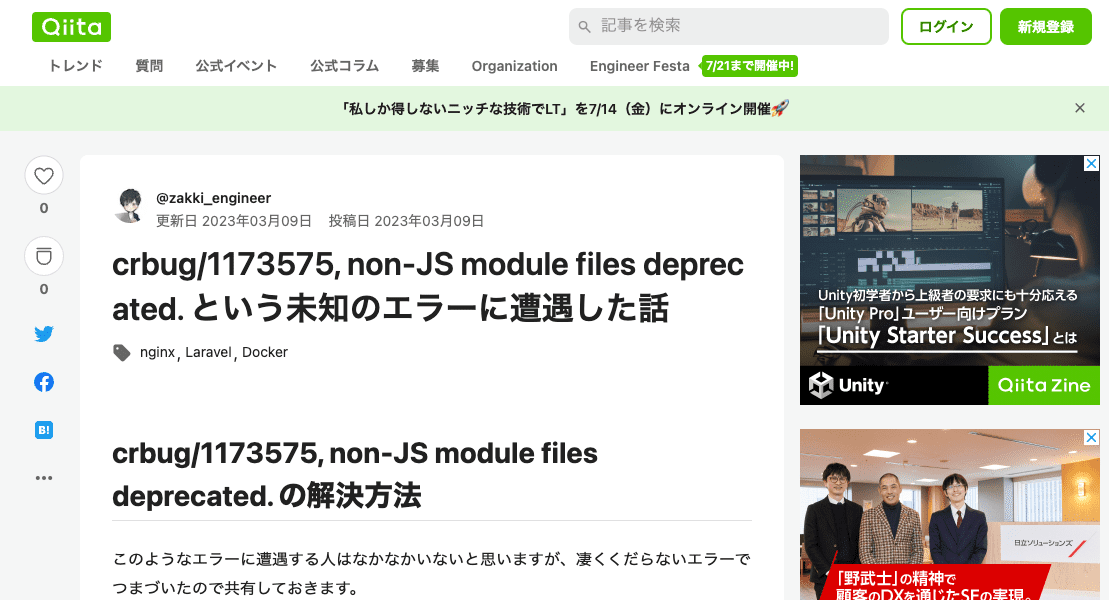 Qiita
記事を検索
ログイン
新規登録
トレンド
質問
公式イベント
公式コラム
募集
Organization
Engineer Festa
7/21まで開催中!
「私しか得しないニッチな技術でLT」を7/14（金）にオンライン開催🚀
@zakki_engineer
更新日 2023年03月09日 投稿日 2023年03月09日
crbug/1173575, non-JS module files deprec
ated. という未知のエラーに遭遇した話
nginx, Laravel, Docker
0
0
B!
crbug/1173575, non-JS module files
deprecated. の解決方法
このようなエラーに遭遇する人はなかなかいないと思いますが、凄くくだらないエラーで
つまづいたので共有しておきます。
Unity初学者から上級者の要求にも十分応える
「Unity Pro」ユーザー向けプラン
「Unity Starter Success」とは
Unity
Qiita Zine
日立ソリューションズ
「野武士」の精神で
顧客のDXを通じたSEの実現。